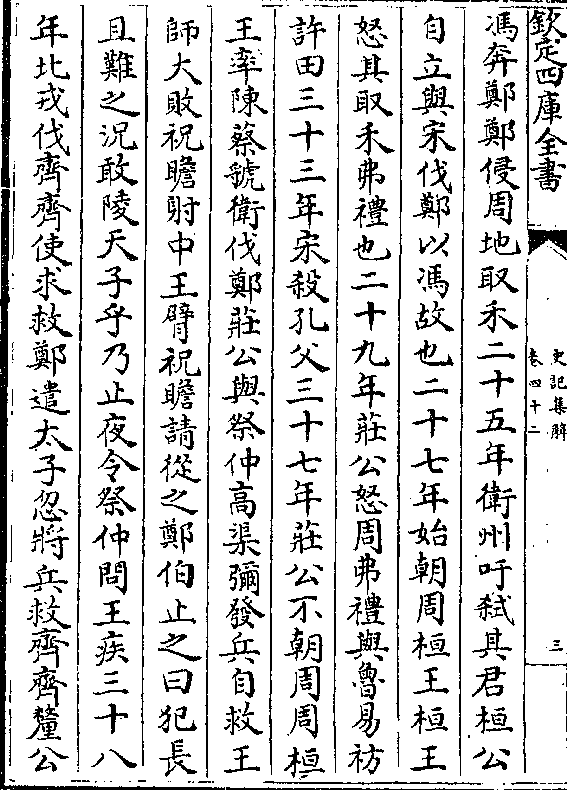 欽定四庫全書
史記集解
卷四十二
三
馮奔鄭鄭侵周地取禾二十五年衛州吁弑其君桓公
自立與宋伐鄭以馮故也二十七年始朝周桓王桓王
怒其取禾弗禮也二十九年莊公怒周弗禮與魯易祊
許田三十三年宋殺孔父三十七年莊公不朝周周桓
王率陳蔡虢衛伐鄭莊公與祭仲髙渠彌發兵自救王
師大敗祝瞻射中王臂祝瞻請從之鄭伯止之曰犯長
且難之況敢陵天子乎乃止夜令祭仲問王疾三十八
年北戎伐齊齊使求救鄭遣太子忽將兵救齊齊釐公